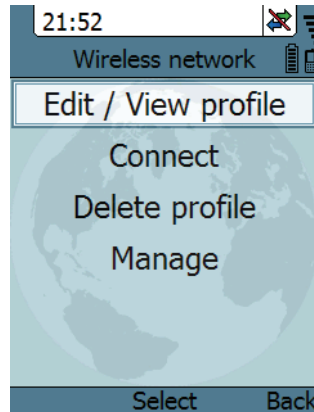 21:52
Wireless network
Edit / View profile
Connect
Delete profile
Manage
Select Back